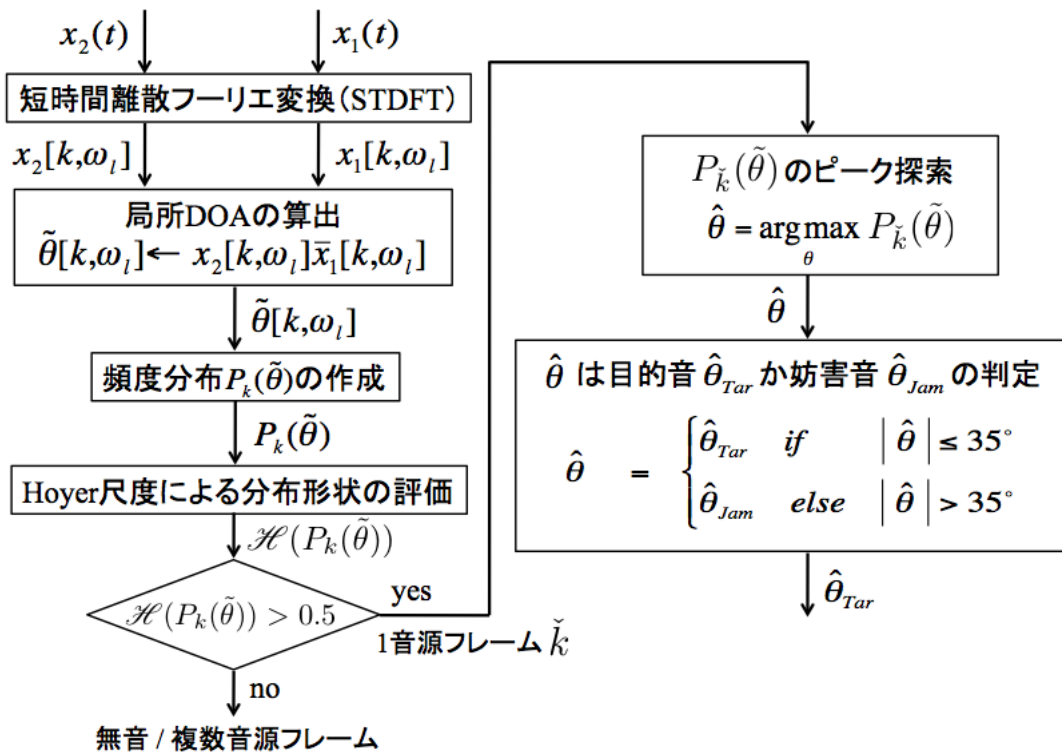 x₂(t) x₁(t)
短時間離散フーリエ変換（STDFT）
x₂[k,ω_l] x₁[k,ω_l]
局所DOAの算出
θ̃[k,ω_l]← x₂[k,ω_l]x̄₁[k,ω_l]
θ̃[k,ω_l]
頻度分布P_k(θ̃)の作成
P_k(θ̃)
Hoyer尺度による分布形状の評価
ℋ(P_k(θ̃))
ℋ(P_k(θ̃)) > 0.5
yes
1音源フレーム ǩ
no
無音 / 複数音源フレーム
P_ǩ(θ̃)のピーク探索
θ̂ = arg max P_ǩ(θ̃)
θ
θ̂
θ̂ は目的音 θ̂_Tar か妨害音 θ̂_Jam の判定
θ̂ = { θ̂_Tar if | θ̂ | ≤ 35°
θ̂_Jam else | θ̂ | > 35°
θ̂_Tar